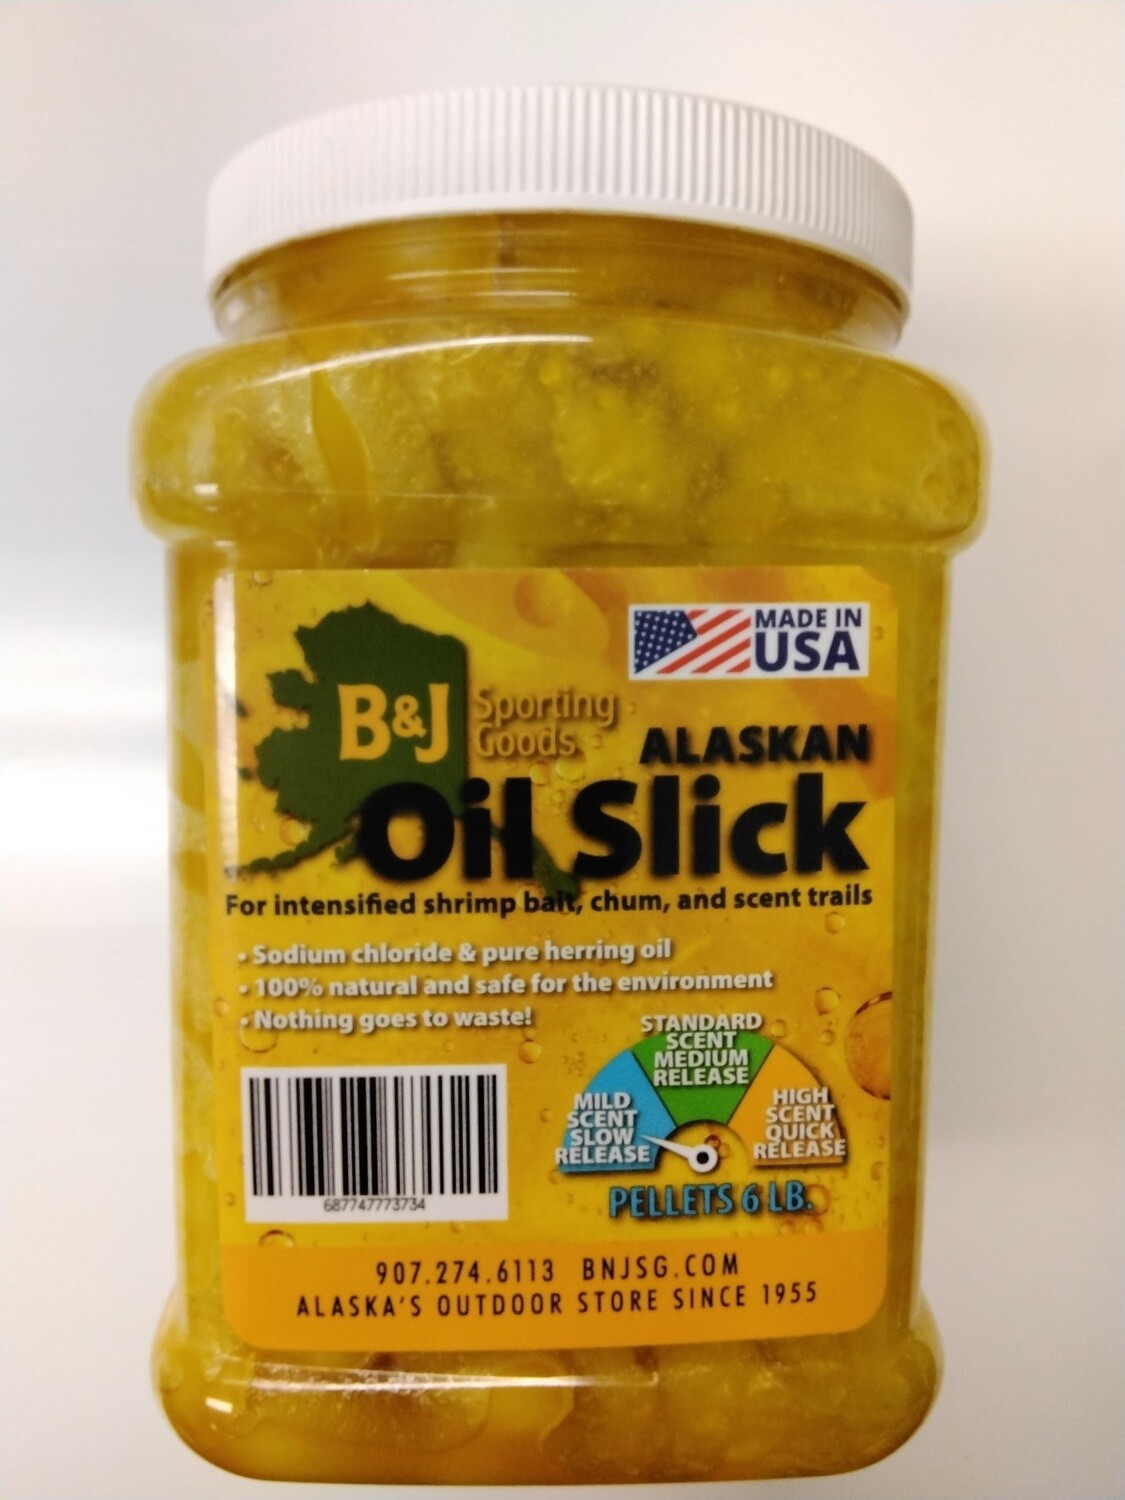 MADE IN
USA
B&J
Sporting
Goods
ALASKAN
Oil Slick
For intensified shrimp bait, chum, and scent trails
• Sodium chloride & pure herring oil
• 100% natural and safe for the environment
• Nothing goes to waste!
STANDARD
SCENT
MEDIUM
RELEASE
MILD
SCENT
SLOW
RELEASE
HIGH
SCENT
QUICK
RELEASE
PELLETS 6 LB.
687747773734
907.274.6113 BNJSG.COM
ALASKA'S OUTDOOR STORE SINCE 1955